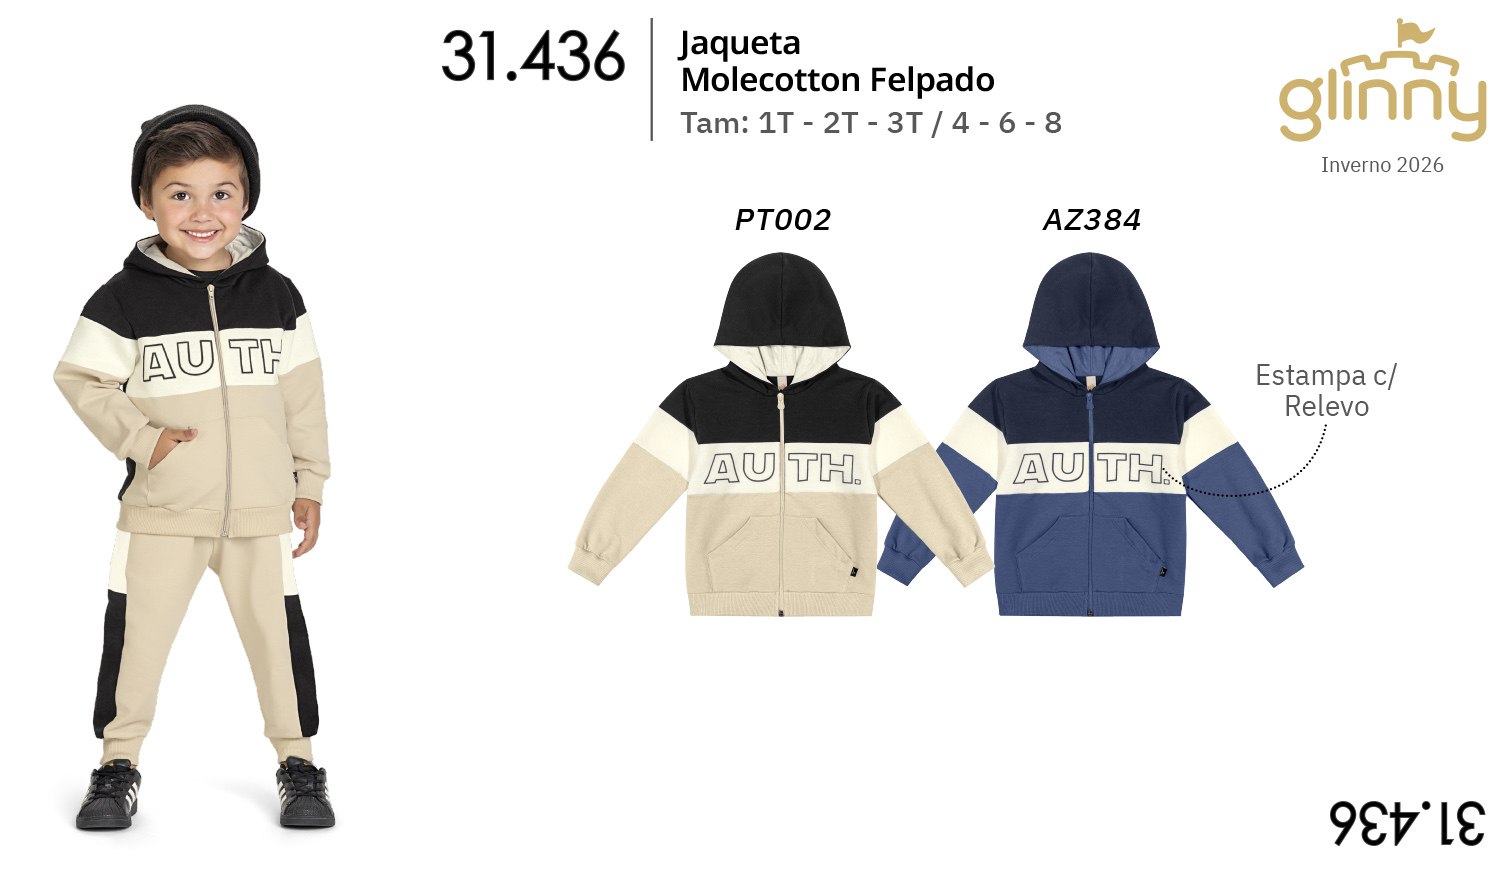 31.436
Jaqueta
Molecotton Felpado
Tam: 1T - 2T - 3T / 4 - 6 - 8
glinny
Inverno 2026
PT002
AZ384
AU TH
AU TH.
AU TH.
Estampa c/
Relevo
31.436